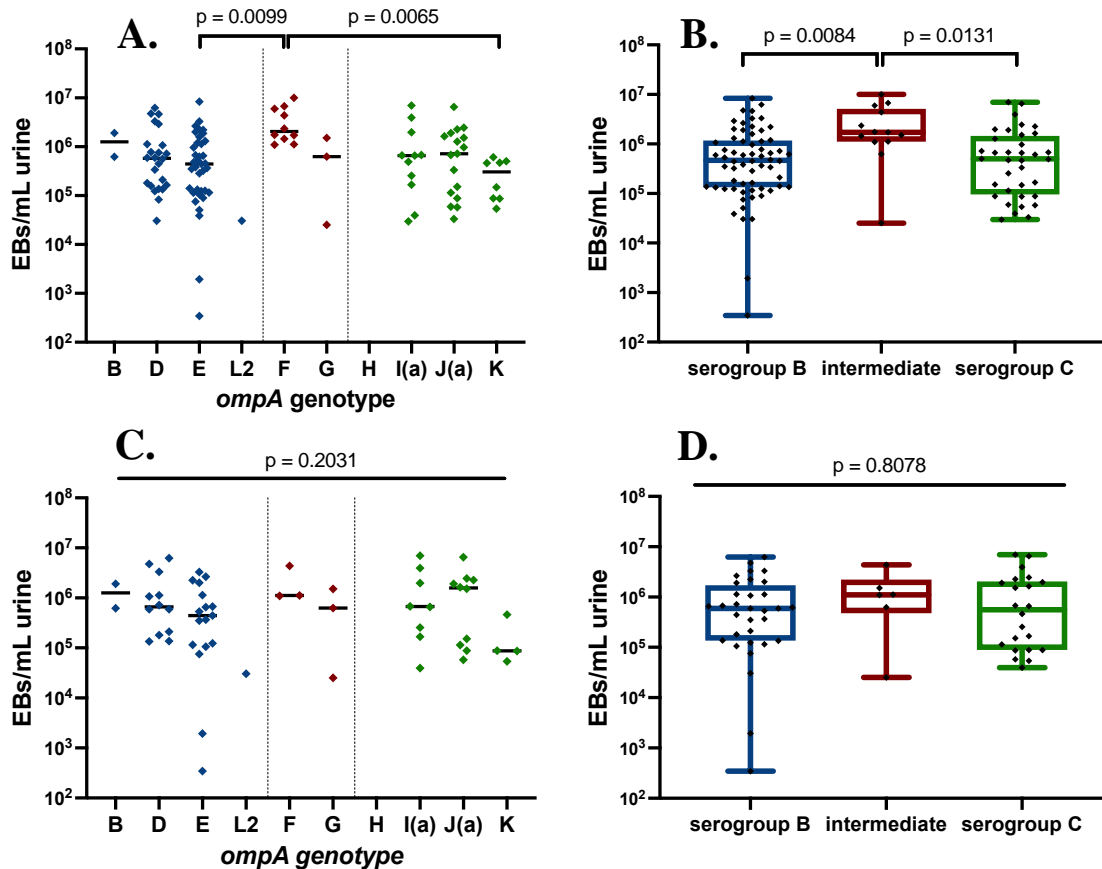 A.
p = 0.0099
p = 0.0065
EBs/mL urine
10⁸
10⁷
10⁶
10⁵
10⁴
10³
10²
B D E L2 F G H I(a) J(a) K
ompA genotype
B.
p = 0.0084
p = 0.0131
EBs/mL urine
10⁸
10⁷
10⁶
10⁵
10⁴
10³
10²
serogroup B intermediate serogroup C
C.
p = 0.2031
EBs/mL urine
10⁸
10⁷
10⁶
10⁵
10⁴
10³
10²
B D E L2 F G H I(a) J(a) K
ompA genotype
D.
p = 0.8078
EBs/mL urine
10⁸
10⁷
10⁶
10⁵
10⁴
10³
10²
serogroup B intermediate serogroup C